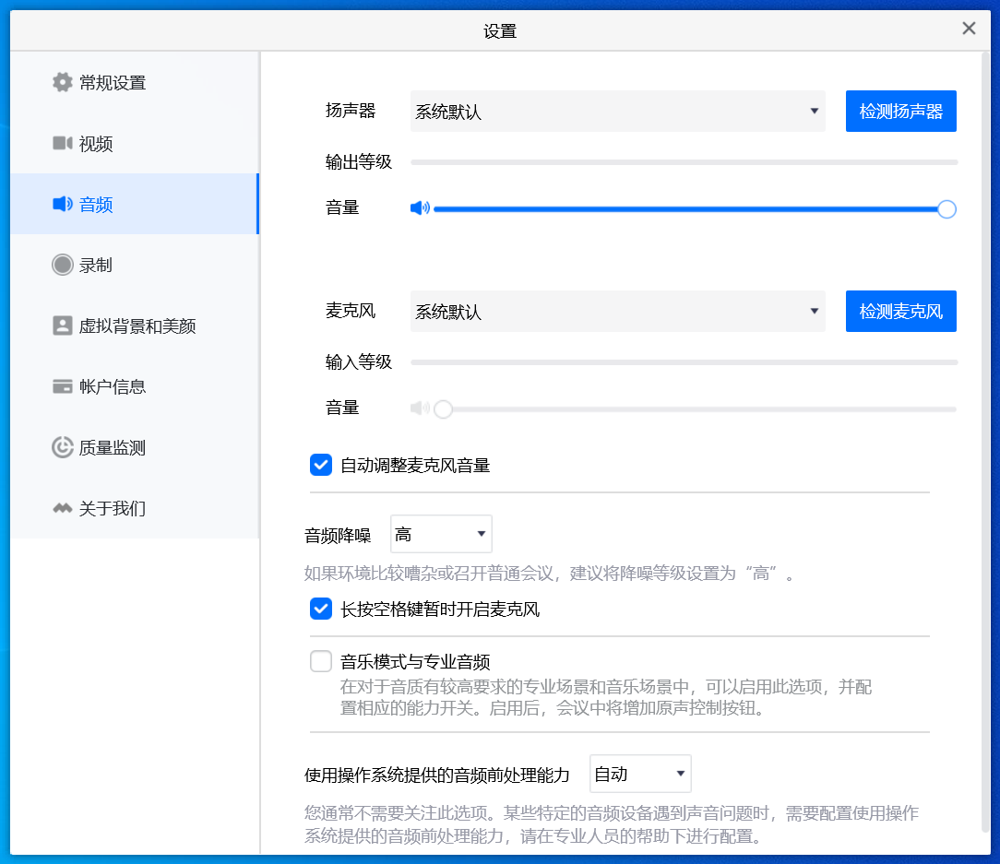 设置
常规设置
视频
音频
录制
虚拟背景和美颜
帐户信息
质量监测
关于我们
扬声器 系统默认 检测扬声器
输出等级
音量
麦克风 系统默认 检测麦克风
输入等级
音量
自动调整麦克风音量
音频降噪 高
如果环境比较嘈杂或召开普通会议，建议将降噪等级设置为“高”。
长按空格键暂时开启麦克风
音乐模式与专业音频
在对于音质有较高要求的专业场景和音乐场景中，可以启用此选项，并配
置相应的能力开关。启用后，会议中将增加原声控制按钮。
使用操作系统提供的音频前处理能力 自动
您通常不需要关注此选项。某些特定的音频设备遇到声音问题时，需要配置使用操作
系统提供的音频前处理能力，请在专业人员的帮助下进行配置。